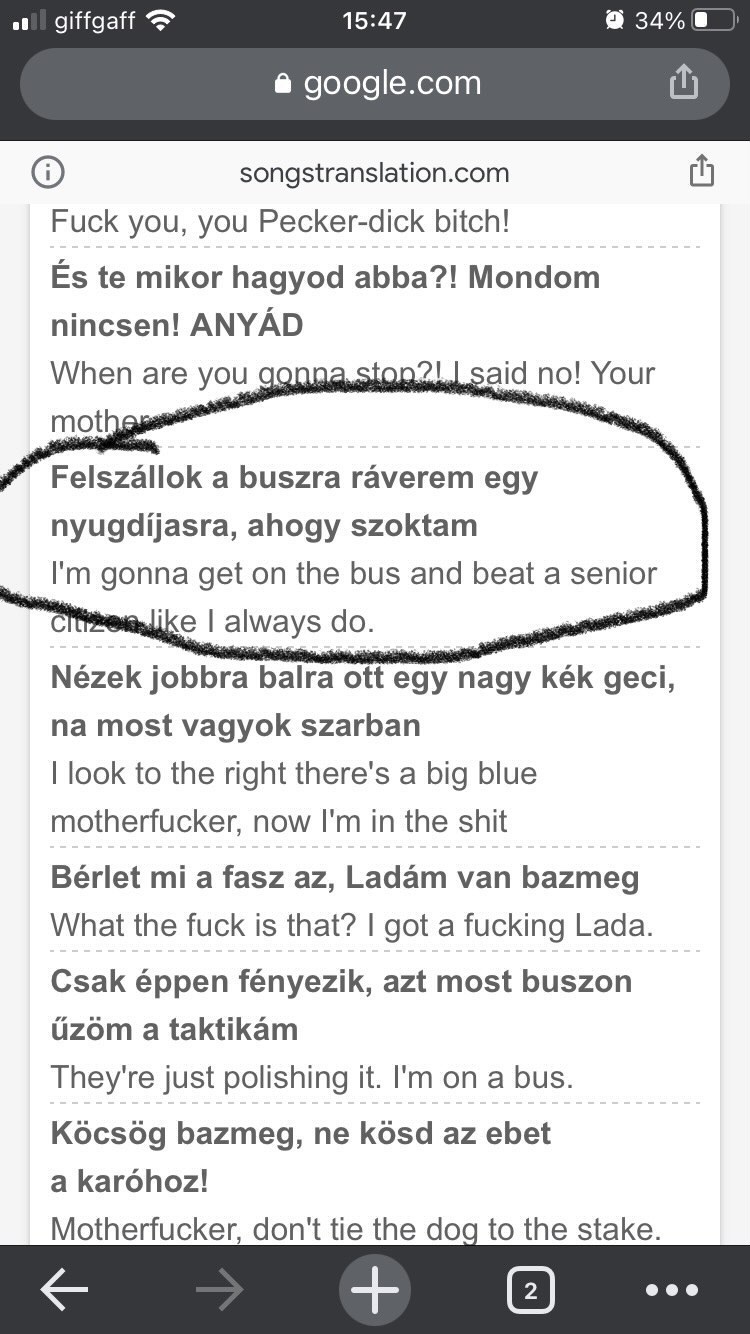 giffgaff 15:47 34%
google.com
songstranslation.com
Fuck you, you Pecker-dick bitch!
És te mikor hagyod abba?! Mondom
nincsen! ANYÁD
When are you gonna stop?! I said no! Your
mother
Felszállok a buszra ráverem egy
nyugdíjasra, ahogy szoktam
I'm gonna get on the bus and beat a senior
citizen like I always do.
Nézek jobbra balra ott egy nagy kék geci,
na most vagyok szarban
I look to the right there's a big blue
motherfucker, now I'm in the shit
Bérlet mi a fasz az, Ladám van bazmeg
What the fuck is that? I got a fucking Lada.
Csak éppen fényezik, azt most buszon
űzöm a taktikám
They're just polishing it. I'm on a bus.
Köcsög bazmeg, ne kösd az ebet
a karóhoz!
Motherfucker, don't tie the dog to the stake.
2